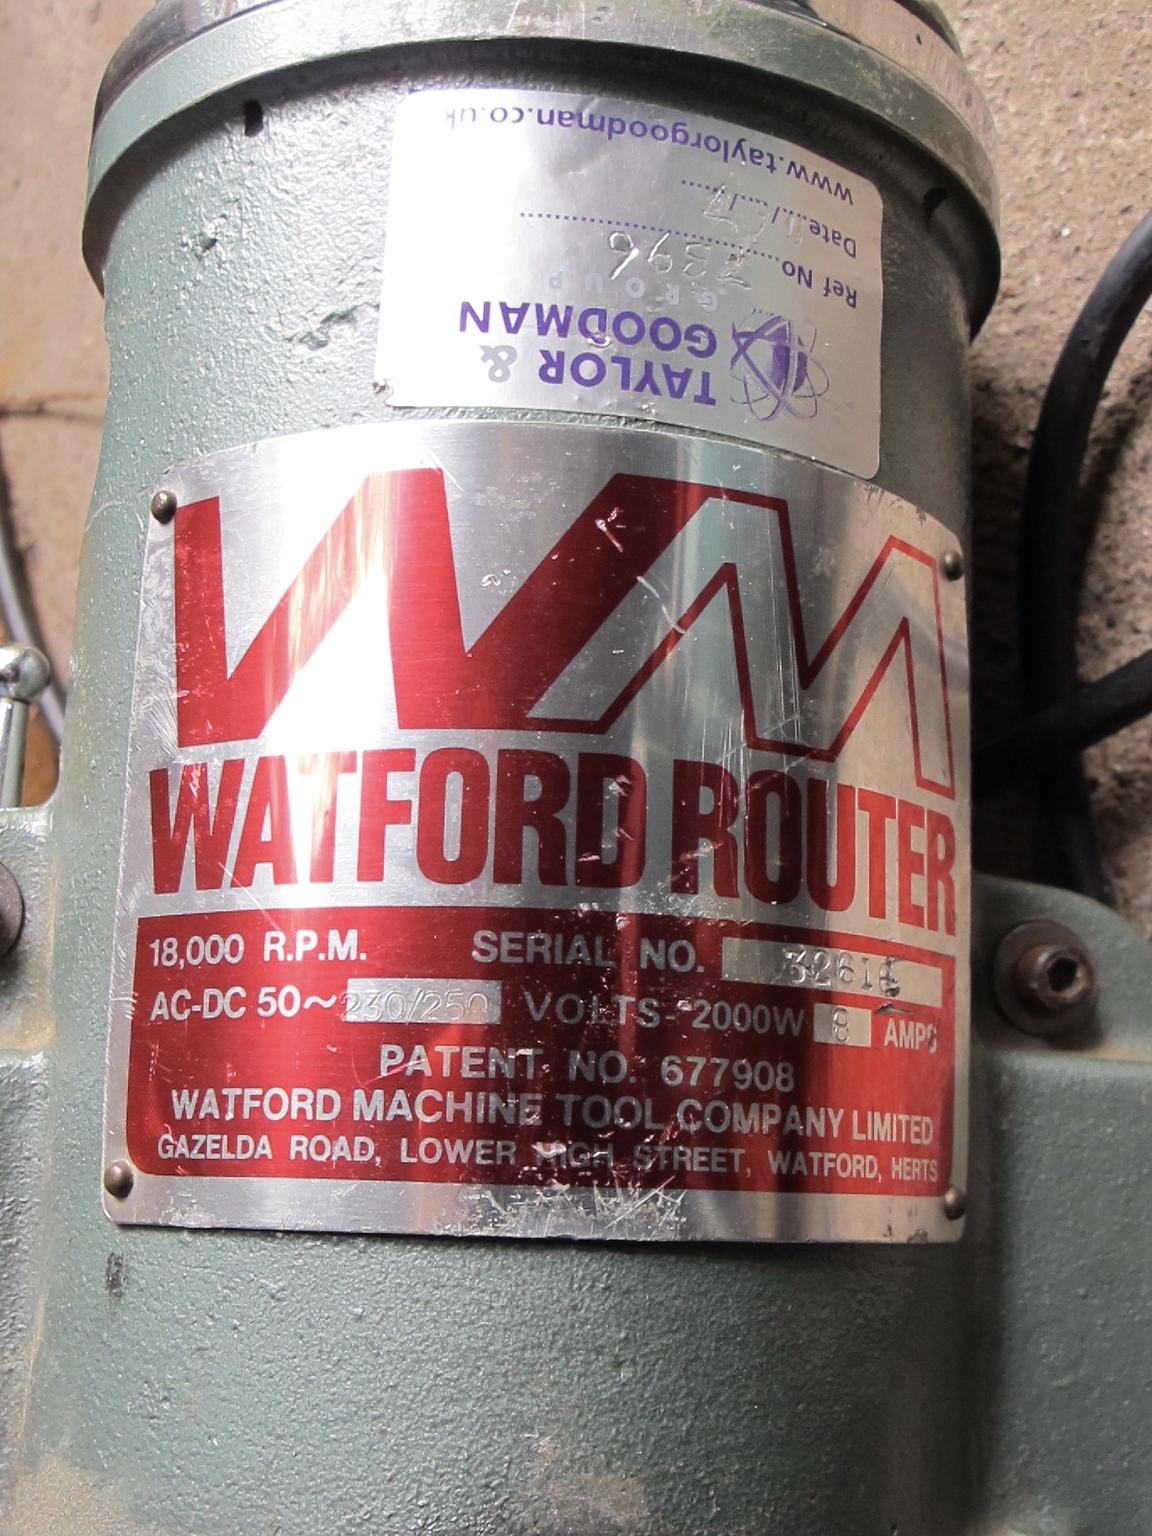 TAYLOR &
GOODMAN
GROUP
Ref No.
Date
www.taylorgoodman.co.uk
WM
WATFORD ROUTER
18,000 R.P.M. SERIAL NO.
AC-DC 50~ 230/250 VOLTS- 2000W 8 AMPS
PATENT NO. 677908
WATFORD MACHINE TOOL COMPANY LIMITED
GAZELDA ROAD, LOWER HIGH STREET, WATFORD, HERTS